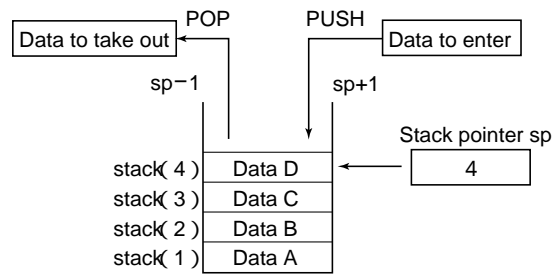 POP PUSH
Data to take out Data to enter
sp−1 sp+1
Stack pointer sp
stack(4) Data D 4
stack(3) Data C
stack(2) Data B
stack(1) Data A